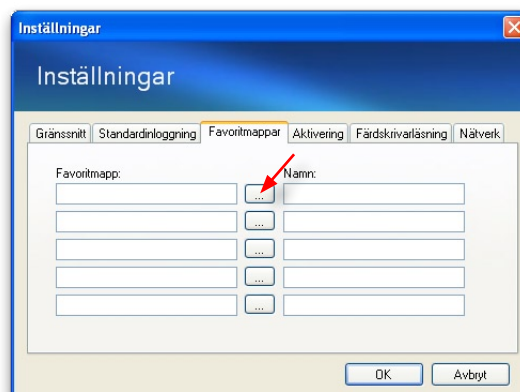 Inställningar
Inställningar
Gränssnitt Standardinloggning Favoritmappar Aktivering Färdskrivarläsning Nätverk
Favoritmapp: Namn:
...
...
...
...
...
OK Avbryt